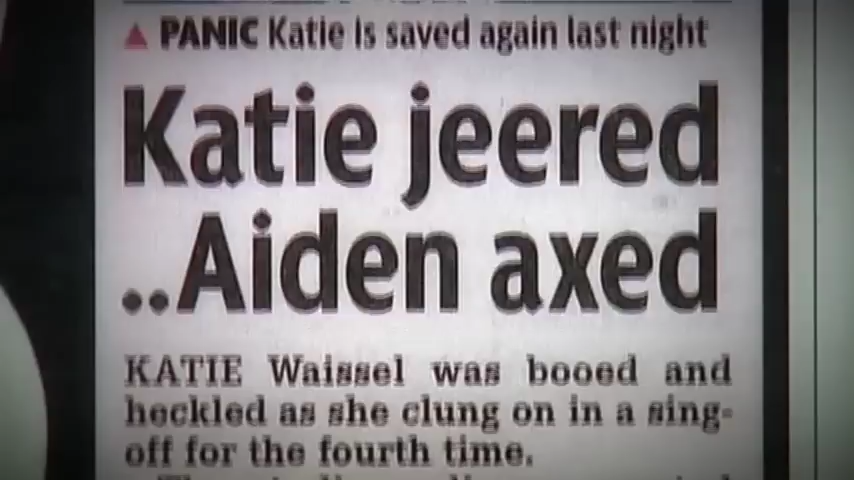 ▲ PANIC Katie is saved again last night
Katie jeered
..Aiden axed
KATIE Waissel was booed and
heckled as she clung on in a sing-
off for the fourth time.